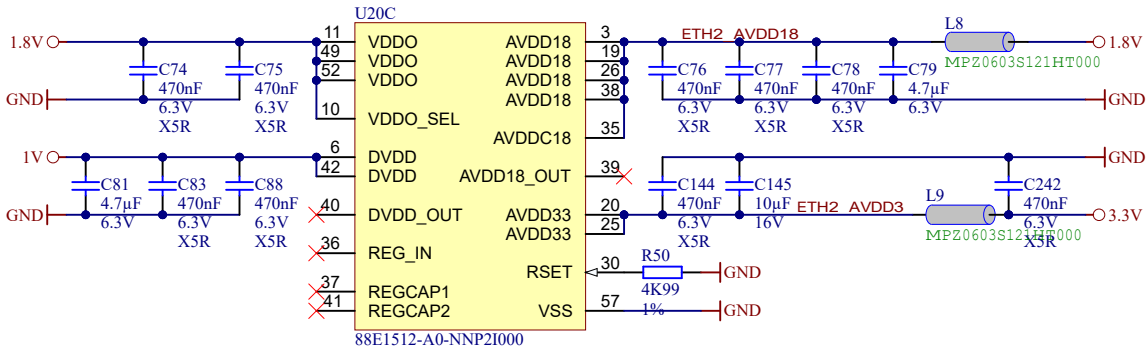 U20C
1.8V
11
VDDO
49
VDDO
52
VDDO
10
VDDO_SEL
C74
470nF
6.3V
X5R
C75
470nF
6.3V
X5R
GND
1V
6
DVDD
42
DVDD
C81
4.7µF
6.3V
C83
470nF
6.3V
X5R
C88
470nF
6.3V
X5R
GND
40
DVDD_OUT
36
REG_IN
37
REGCAP1
41
REGCAP2
88E1512-A0-NNP2I000
AVDD18
3
AVDD18
19
AVDD18
26
AVDD18
38
AVDDC18
35
AVDD18_OUT
39
AVDD33
20
AVDD33
25
RSET
30
VSS
57
ETH2_AVDD18
L8
MPZ0603S121HT000
1.8V
C76
470nF
6.3V
X5R
C77
470nF
6.3V
X5R
C78
470nF
6.3V
X5R
C79
4.7µF
6.3V
GND
GND
C144
470nF
6.3V
X5R
C145
10µF
16V
ETH2_AVDD3
L9
MPZ0603S121HT000
C242
470nF
6.3V
X5R
3.3V
R50
4K99
1%
GND
GND